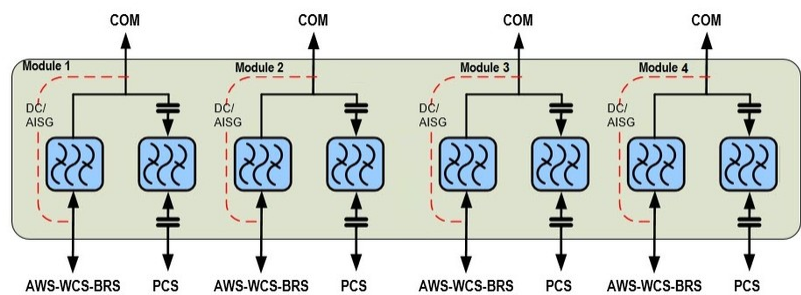 COM COM COM COM
Module 1 Module 2 Module 3 Module 4
DC/ DC/ DC/ DC/
AISG AISG AISG AISG
AWS-WCS-BRS PCS AWS-WCS-BRS PCS AWS-WCS-BRS PCS AWS-WCS-BRS PCS